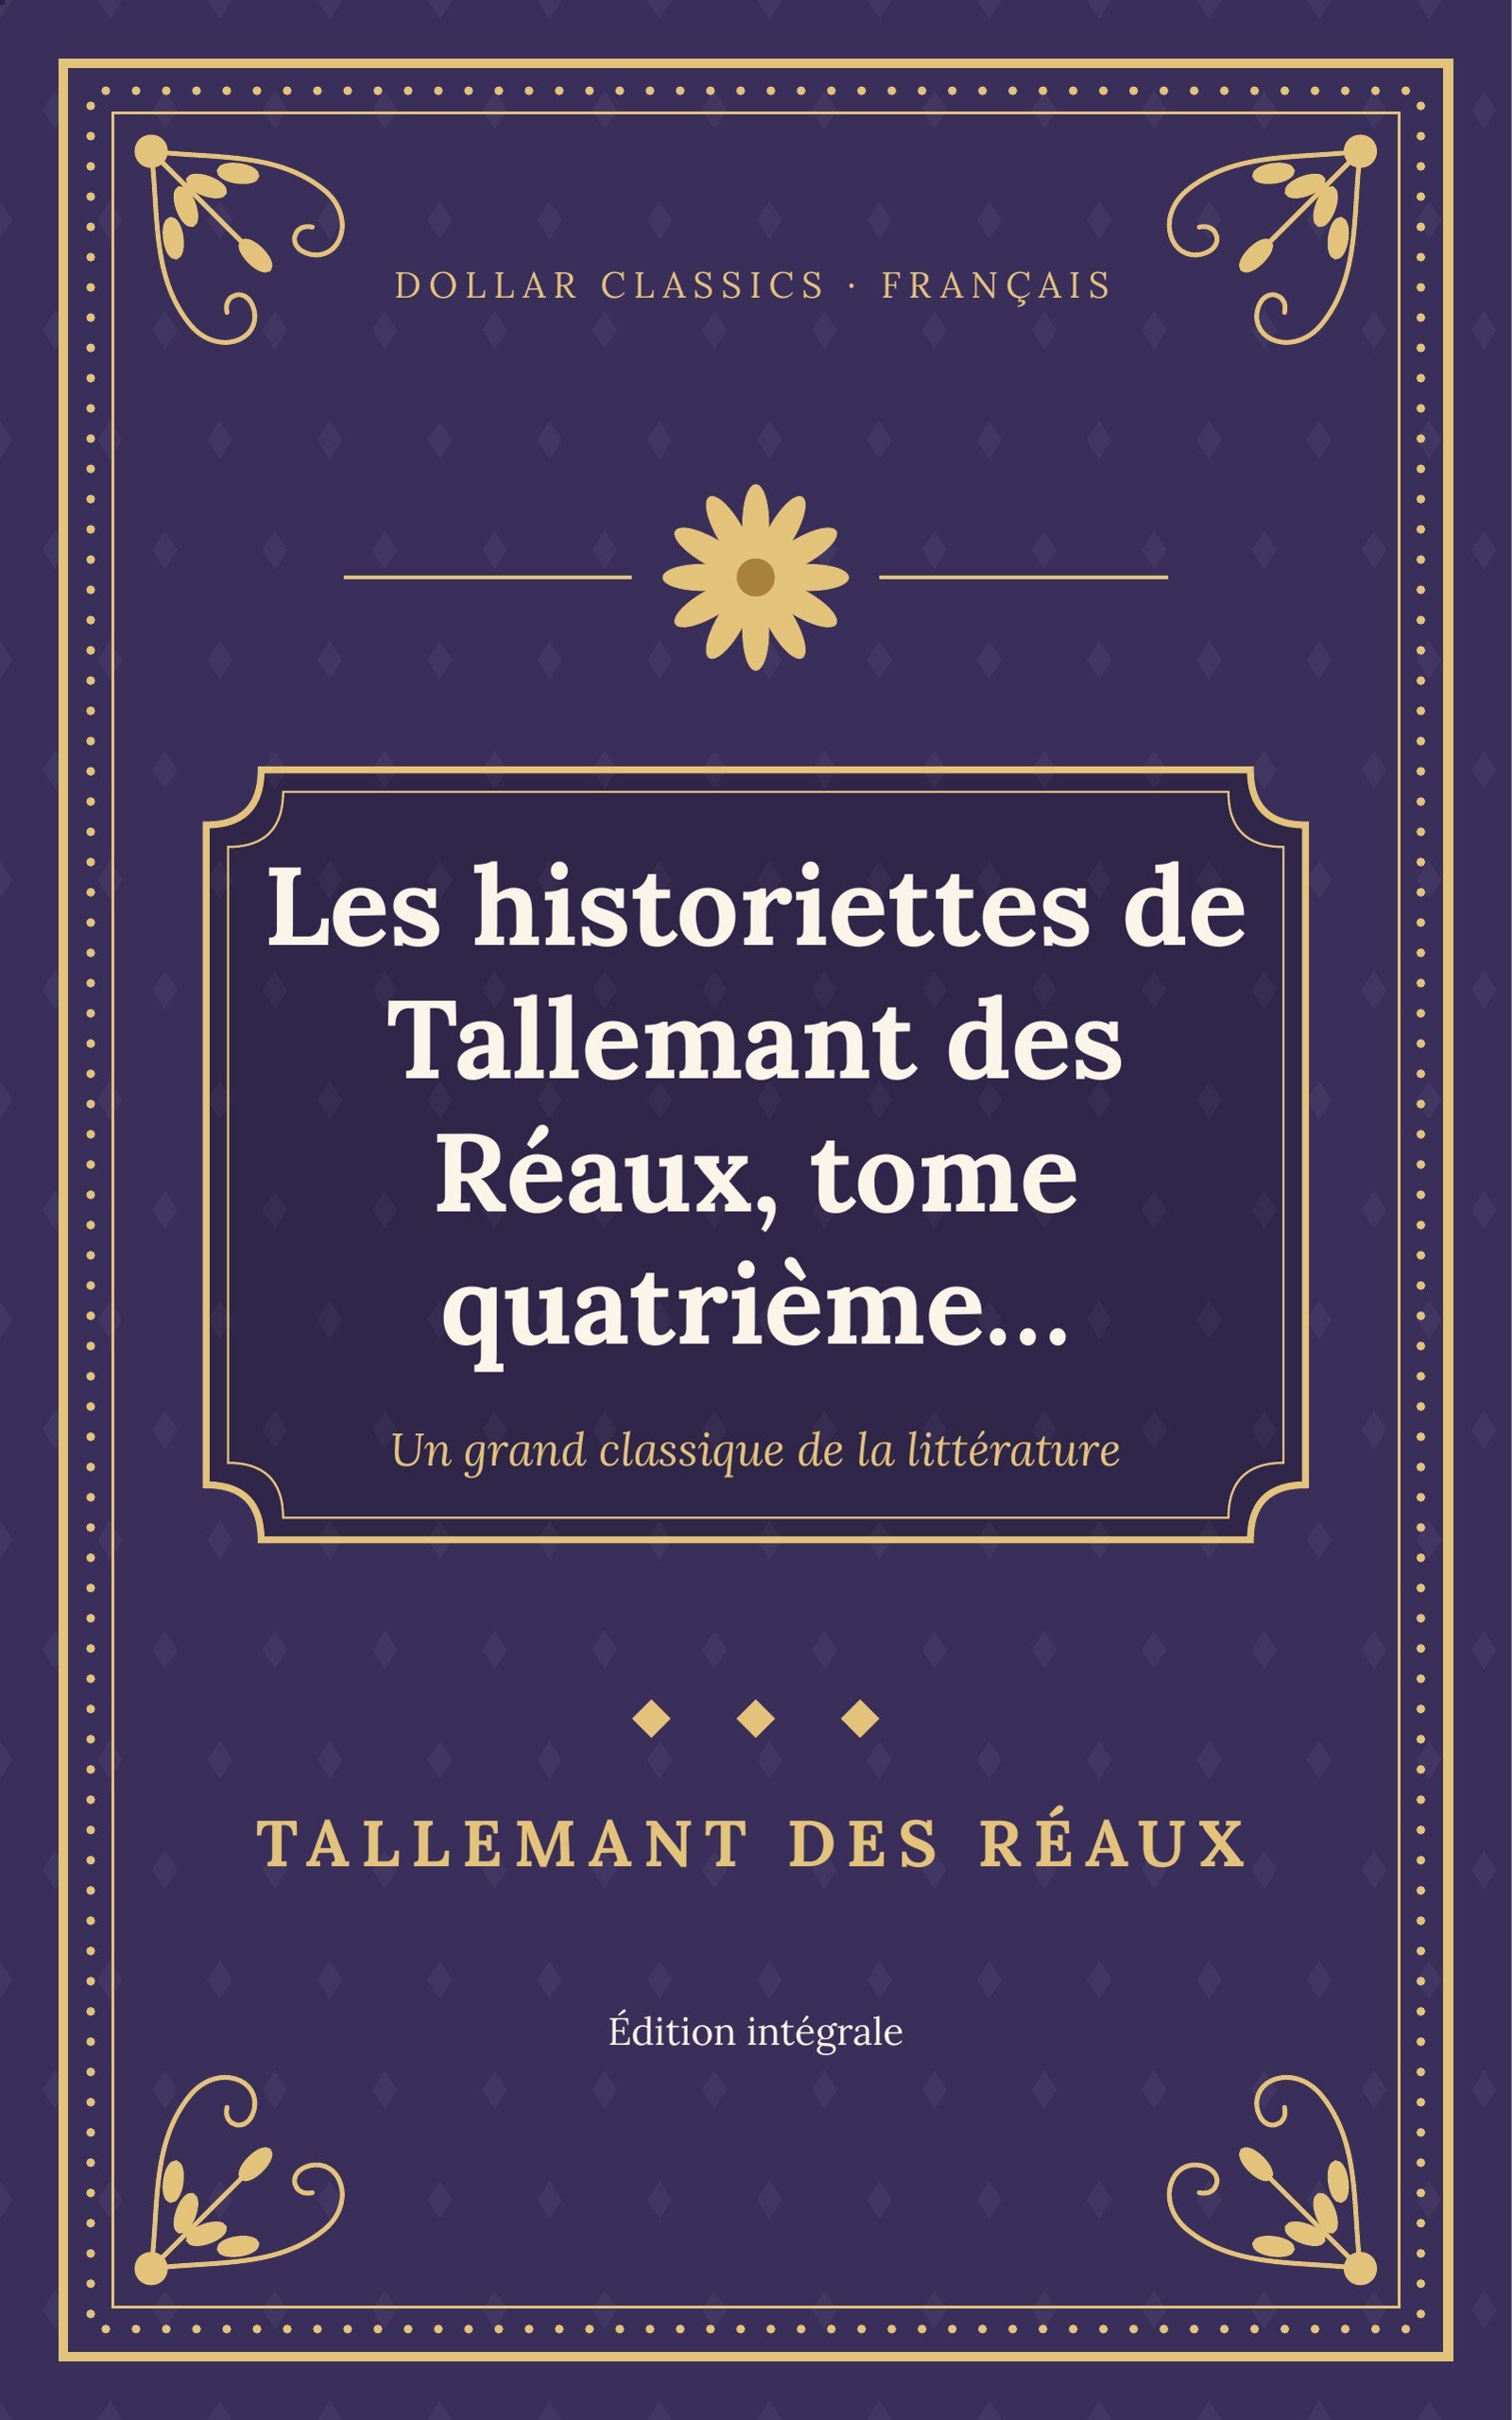 DOLLAR CLASSICS · FRANÇAIS
Les historiettes de
Tallemant des
Réaux, tome
quatrième...
Un grand classique de la littérature
TALLEMANT DES RÉAUX
Édition intégrale